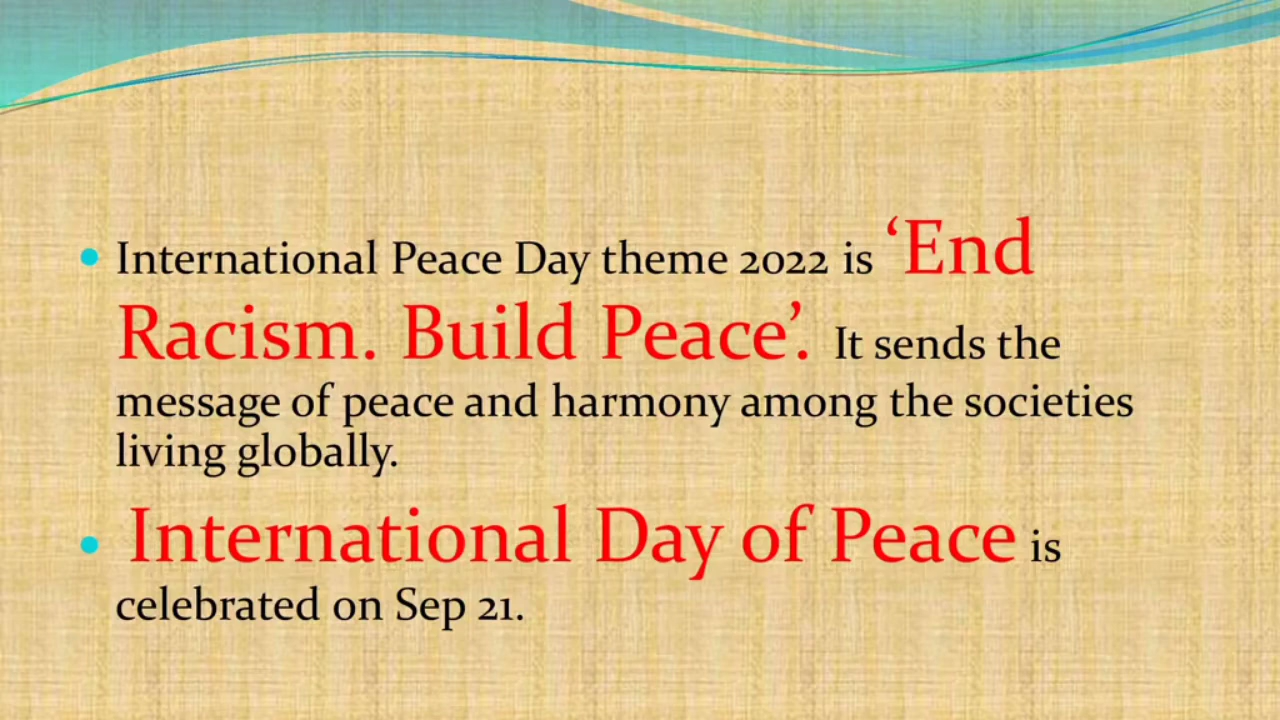 International Peace Day theme 2022 is ‘End
Racism. Build Peace’. It sends the
message of peace and harmony among the societies
living globally.
International Day of Peace is
celebrated on Sep 21.